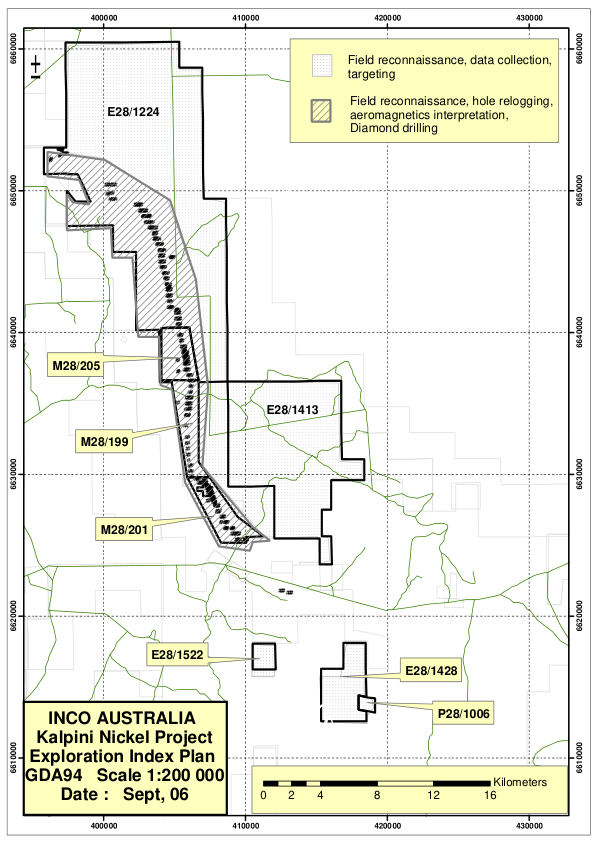 400000
410000
420000
430000
6660000
6660000
Field reconnaissance, data collection,
targeting
Field reconnaissance, hole relogging,
aeromagnetics interpretation,
Diamond drilling
E28/1224
6650000
6650000
6640000
6640000
M28/205
E28/1413
M28/199
6630000
6630000
M28/201
6620000
6620000
E28/1522
E28/1428
P28/1006
INCO AUSTRALIA
Kalpini Nickel Project
Exploration Index Plan
GDA94 Scale 1:200 000
Date : Sept, 06
6610000
6610000
Kilometers
0 2 4 8 12 16
400000
410000
420000
430000